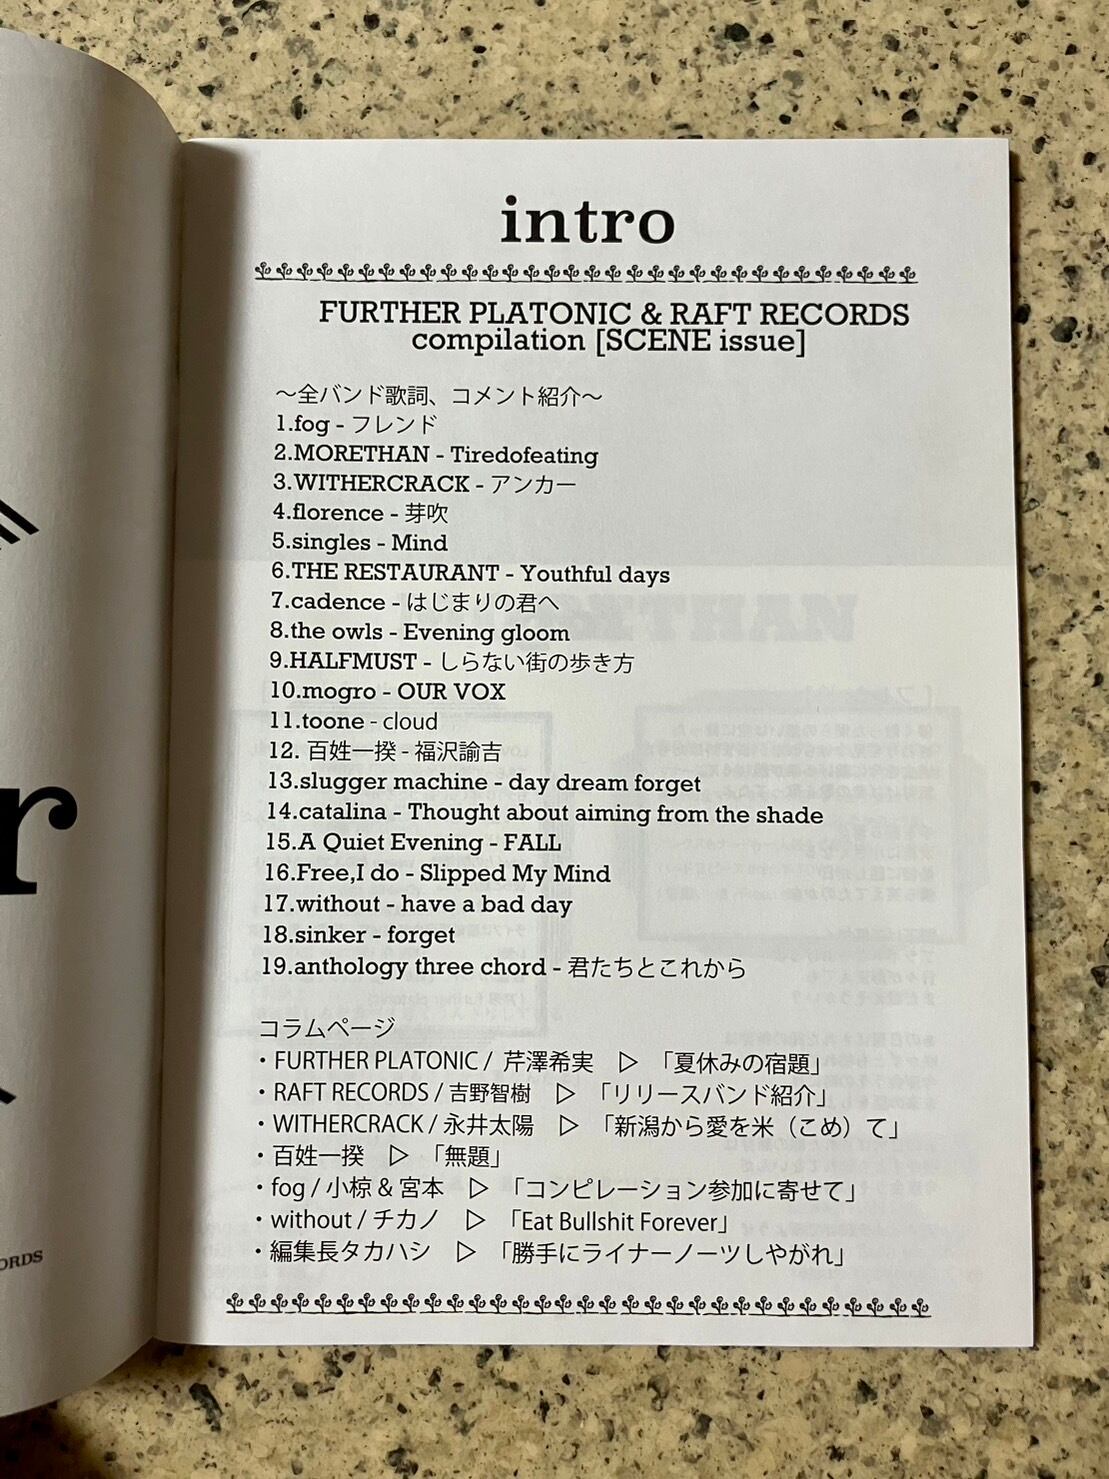 intro
FURTHER PLATONIC & RAFT RECORDS
compilation [SCENE issue]
～全バンド歌詞、コメント紹介～
1.fog - フレンド
2.MORETHAN - Tiredofeating
3.WITHERCRACK - アンカー
4.florence - 芽吹
5.singles - Mind
6.THE RESTAURANT - Youthful days
7.cadence - はじまりの君へ
8.the owls - Evening gloom
9.HALFMUST - しらない街の歩き方
10.mogro - OUR VOX
11.toone - cloud
12. 百姓一揆 - 福沢諭吉
13.slugger machine - day dream forget
14.catalina - Thought about aiming from the shade
15.A Quiet Evening - FALL
16.Free,I do - Slipped My Mind
17.without - have a bad day
18.sinker - forget
19.anthology three chord - 君たちとこれから
コラムページ
・FURTHER PLATONIC / 芹澤希実　▷　「夏休みの宿題」
・RAFT RECORDS / 吉野智樹　▷　「リリースバンド紹介」
・WITHERCRACK / 永井太陽　▷　「新潟から愛を米（こめ）て」
・百姓一揆　▷　「無題」
・fog / 小椋 & 宮本　▷　「コンピレーション参加に寄せて」
・without / チカノ　▷　「Eat Bullshit Forever」
・編集長タカハシ　▷　「勝手にライナーノーツしやがれ」
r
ORDS